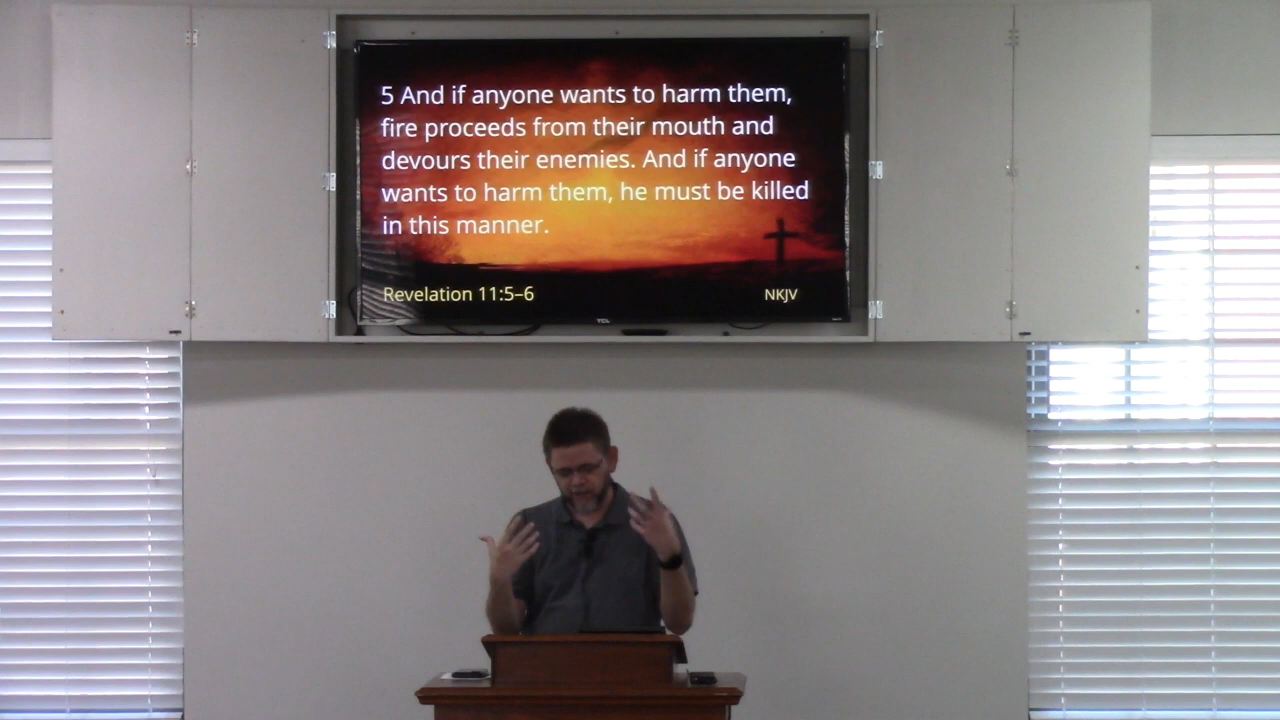 5 And if anyone wants to harm them,
fire proceeds from their mouth and
devours their enemies. And if anyone
wants to harm them, he must be killed
in this manner.
Revelation 11:5–6
NKJV
TCL